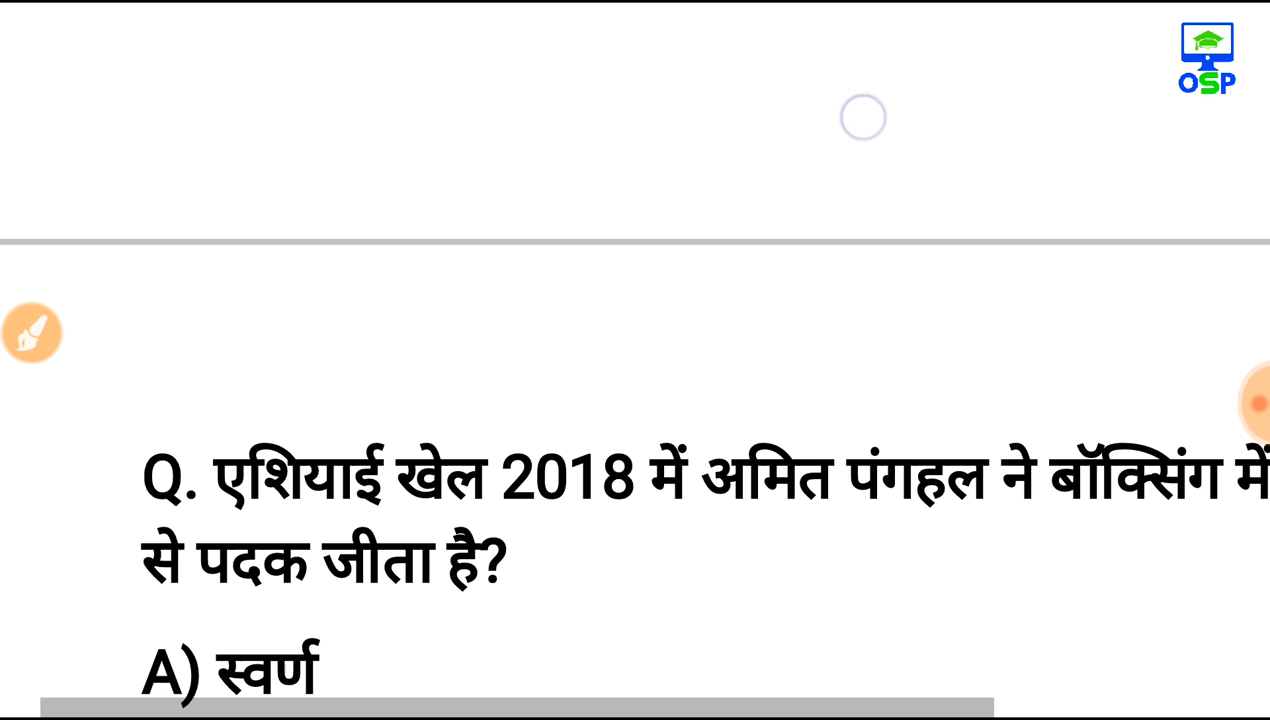 OSP
Q. एशियाई खेल 2018 में अमित पंगहल ने बॉक्सिंग में
से पदक जीता है?
A) स्वर्ण